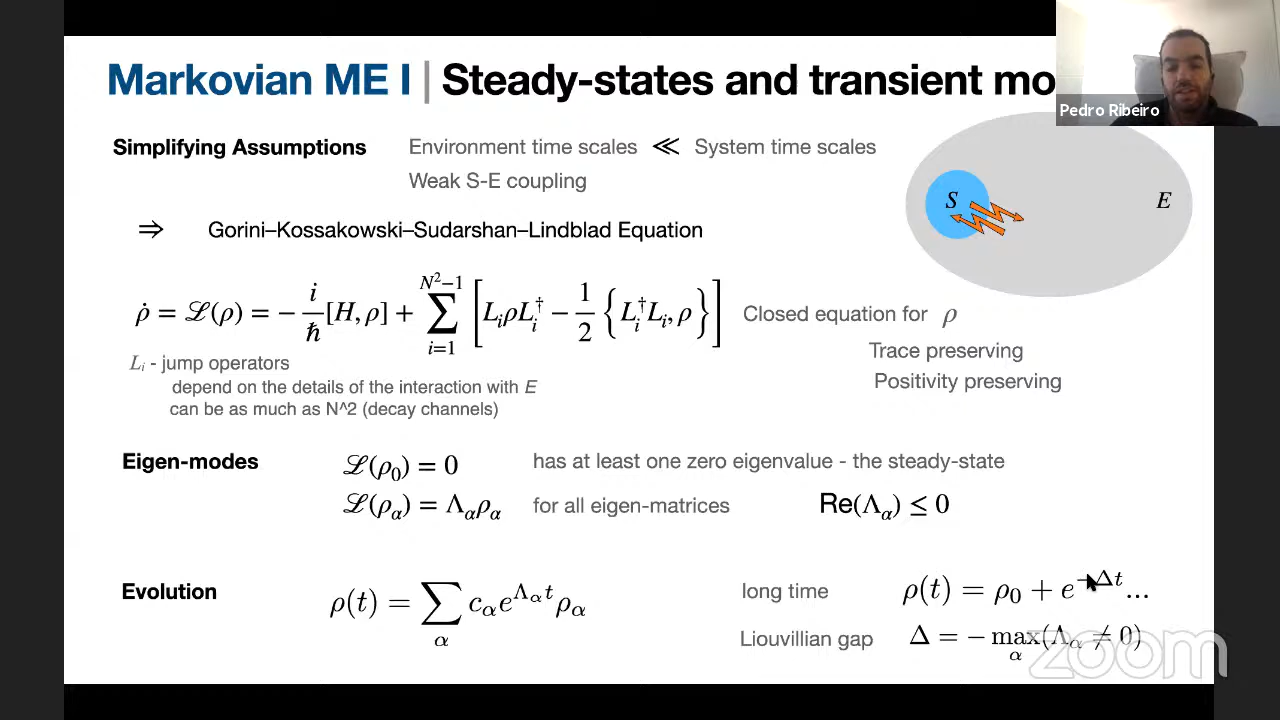 Markovian ME I | Steady-states and transient mo
Pedro Ribeiro
Simplifying Assumptions Environment time scales ≪ System time scales
Weak S-E coupling
S E
⇒ Gorini–Kossakowski–Sudarshan–Lindblad Equation
ρ̇ = ℒ(ρ) = − i/ħ [H, ρ] + ∑_{i=1}^{N²−1} [ L_i ρ L_i† − 1/2 { L_i† L_i, ρ } ] Closed equation for ρ
Trace preserving
L_i - jump operators
Positivity preserving
depend on the details of the interaction with E
can be as much as N^2 (decay channels)
Eigen-modes ℒ(ρ_0) = 0 has at least one zero eigenvalue - the steady-state
ℒ(ρ_α) = Λ_α ρ_α for all eigen-matrices Re(Λ_α) ≤ 0
Evolution ρ(t) = ∑_α c_α e^{Λ_α t} ρ_α long time ρ(t) = ρ_0 + e^{−Δt} ...
Liouvillian gap Δ = − max_α(Λ_α ≠ 0)
zoom